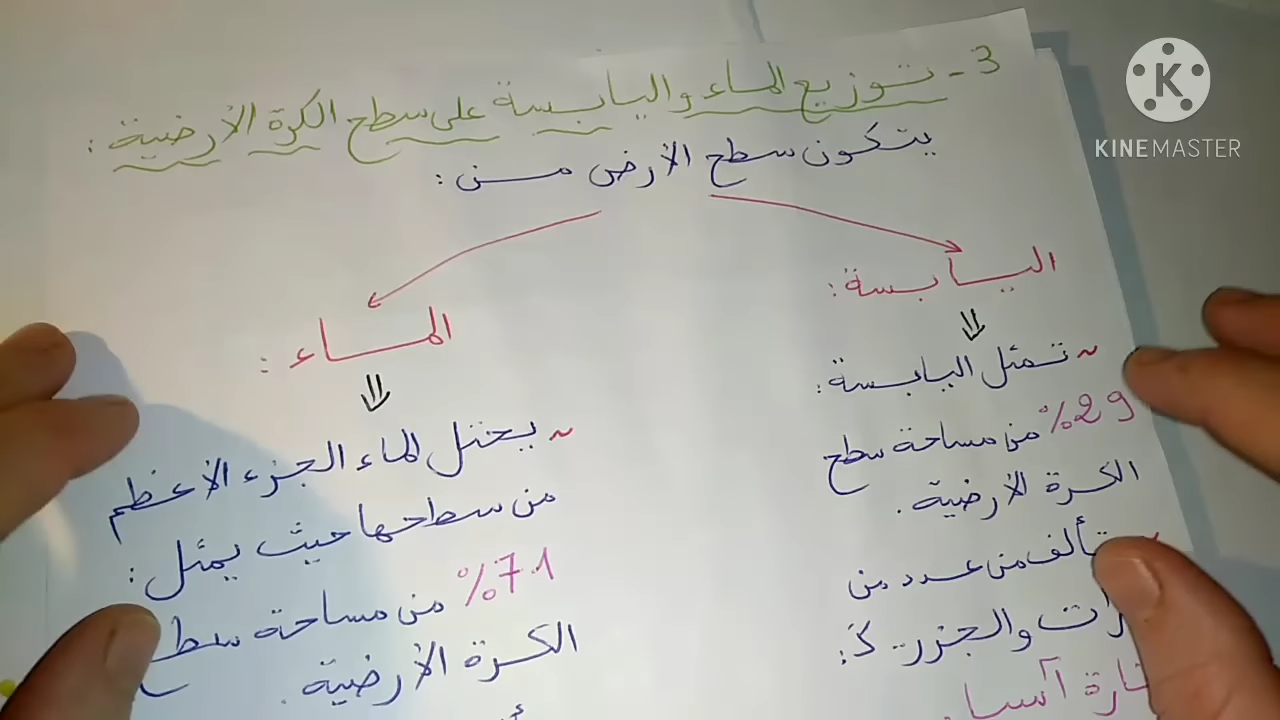 3- توزيع الماء واليابسة على سطح الكرة الأرضية :
يتكون سطح الأرض من :
اليابسة :
~ تمثل اليابسة :
29% من مساحة سطح
الكرة الأرضية .
تتألف من عدد من
والجزر ك :
آسيا
الماء :
~ يحتل الماء الجزء الأعظم
من سطحها حيث يمثل :
71% من مساحة سطح
الكرة الأرضية .
KINEMASTER